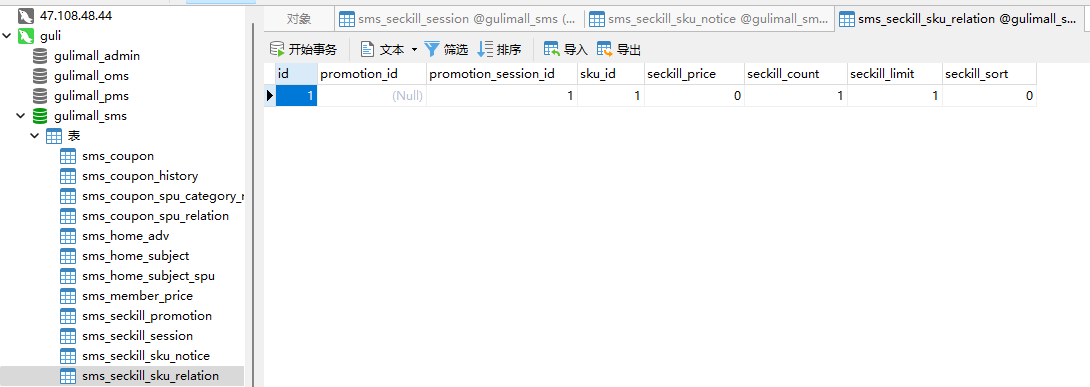 47.108.48.44
guli
gulimall_admin
gulimall_oms
gulimall_pms
gulimall_sms
表
sms_coupon
sms_coupon_history
sms_coupon_spu_category_r
sms_coupon_spu_relation
sms_home_adv
sms_home_subject
sms_home_subject_spu
sms_member_price
sms_seckill_promotion
sms_seckill_session
sms_seckill_sku_notice
sms_seckill_sku_relation
对象 sms_seckill_session @gulimall_sms (... sms_seckill_sku_notice @gulimall_sm... sms_seckill_sku_relation @gulimall_s...
开始事务 文本 筛选 排序 导入 导出
id promotion_id promotion_session_id sku_id seckill_price seckill_count seckill_limit seckill_sort
1 (Null) 1 1 0 1 1 0